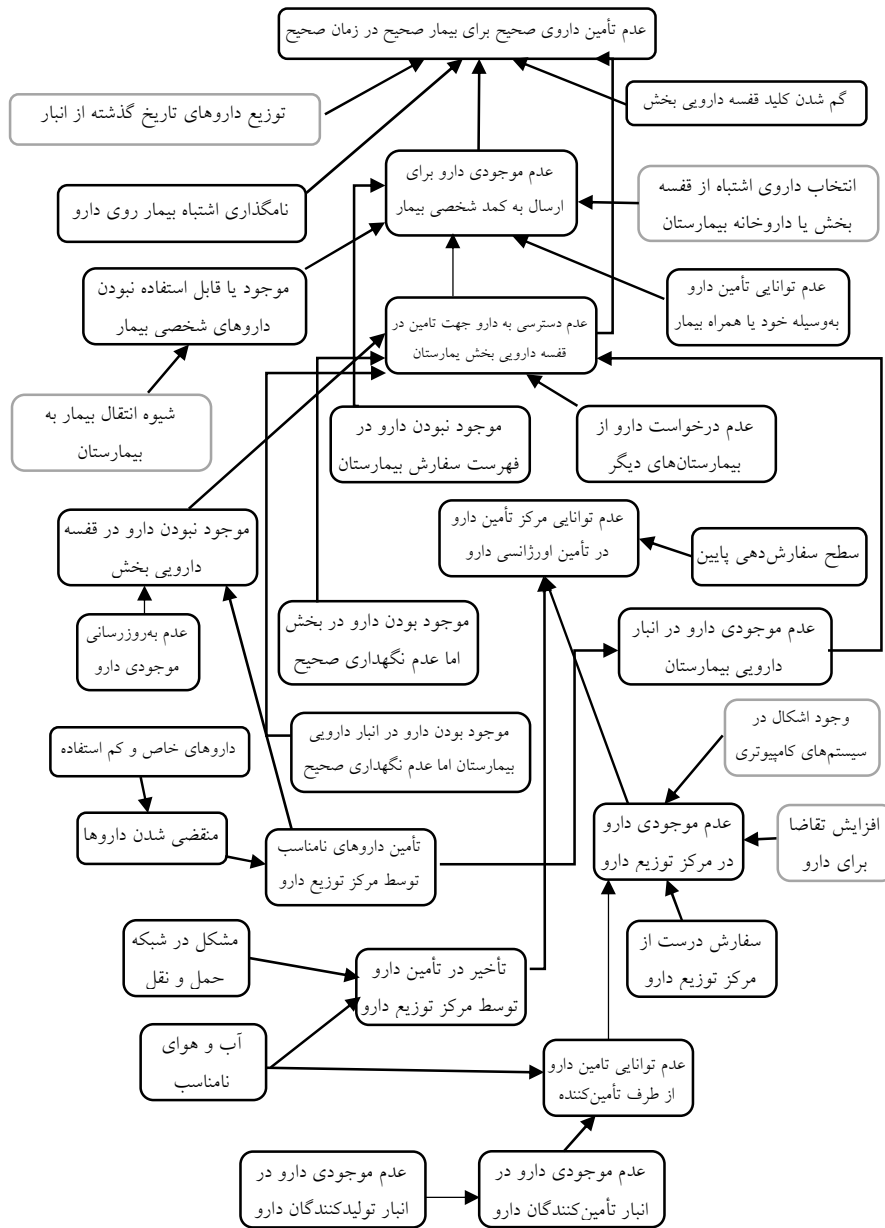 عدم تأمین داروی صحیح برای بیمار صحیح در زمان صحیح
گم شدن کلید قفسه دارویی بخش
توزیع داروهای تاریخ گذشته از انبار
عدم موجودی دارو برای
ارسال به کمد شخصی بیمار
انتخاب داروی اشتباه از قفسه
بخش یا داروخانه بیمارستان
نامگذاری اشتباه بیمار روی دارو
عدم توانایی تأمین دارو
به‌وسیله خود یا همراه بیمار
موجود یا قابل استفاده نبودن
داروهای شخصی بیمار
عدم دسترسی به دارو جهت تامین در
قفسه دارویی بخش یمارستان
شیوه انتقال بیمار به
بیمارستان
عدم درخواست دارو از
بیمارستان‌های دیگر
موجود نبودن دارو در
فهرست سفارش بیمارستان
موجود نبودن دارو در قفسه
دارویی بخش
عدم توانایی مرکز تأمین دارو
در تأمین اورژانسی دارو
سطح سفارش‌دهی پایین
عدم به‌روزرسانی
موجودی دارو
موجود بودن دارو در بخش
اما عدم نگهداری صحیح
عدم موجودی دارو در انبار
دارویی بیمارستان
وجود اشکال در
سیستم‌های کامپیوتری
موجود بودن دارو در انبار دارویی
بیمارستان اما عدم نگهداری صحیح
داروهای خاص و کم استفاده
منقضی شدن داروها
تأمین داروهای نامناسب
توسط مرکز توزیع دارو
عدم موجودی دارو
در مرکز توزیع دارو
افزایش تقاضا
برای دارو
سفارش درست از
مرکز توزیع دارو
مشکل در شبکه
حمل و نقل
تأخیر در تأمین دارو
توسط مرکز توزیع دارو
آب و هوای
نامناسب
عدم توانایی تامین دارو
از طرف تأمین‌کننده
عدم موجودی دارو در
انبار تأمین‌کنندگان دارو
عدم موجودی دارو در
انبار تولیدکنندگان دارو